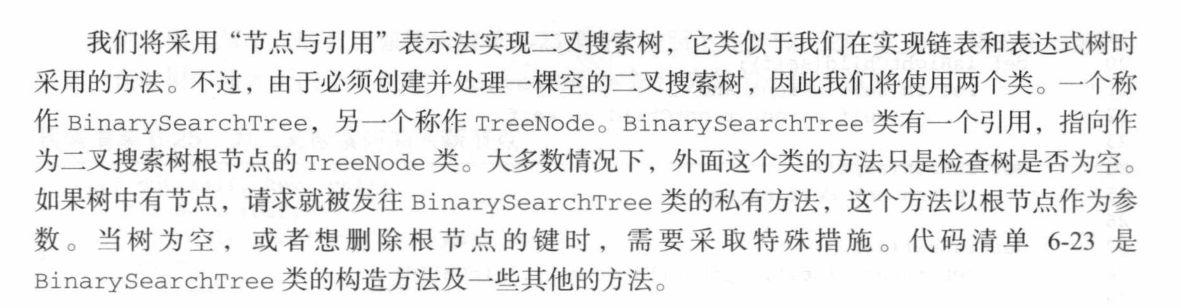 我们将采用“节点与引用”表示法实现二叉搜索树，它类似于我们在实现链表和表达式树时
采用的方法。不过，由于必须创建并处理一棵空的二叉搜索树，因此我们将使用两个类。一个称
作 BinarySearchTree，另一个称作 TreeNode。BinarySearchTree 类有一个引用，指向作
为二叉搜索树根节点的 TreeNode 类。大多数情况下，外面这个类的方法只是检查树是否为空。
如果树中有节点，请求就被发往 BinarySearchTree 类的私有方法，这个方法以根节点作为参
数。当树为空，或者想删除根节点的键时，需要采取特殊措施。代码清单 6-23 是
BinarySearchTree 类的构造方法及一些其他的方法。